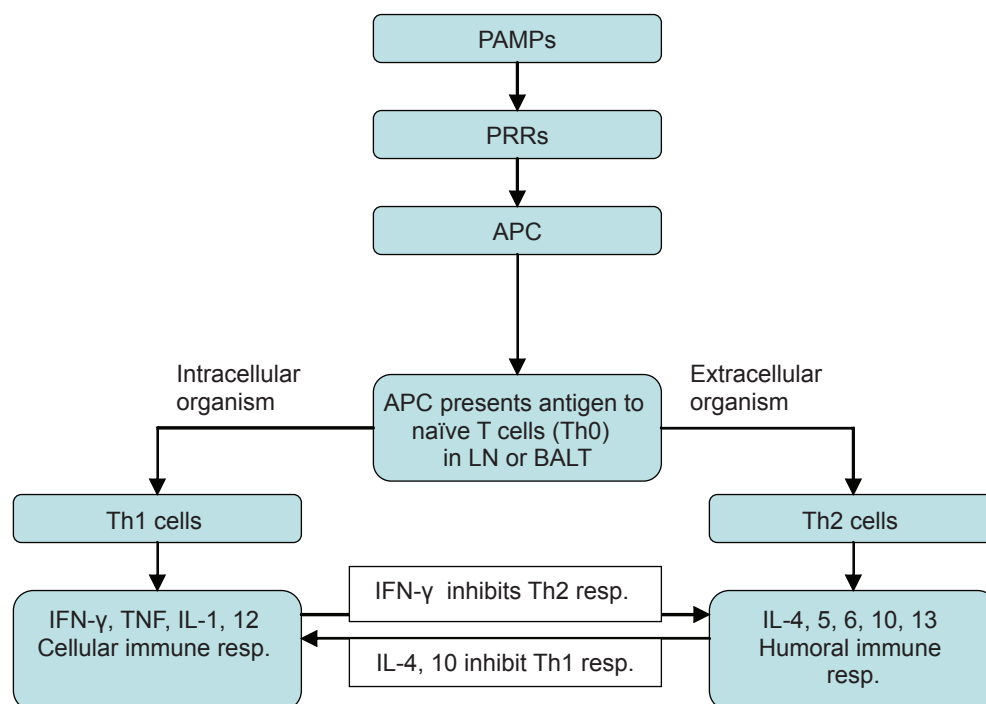 PAMPs
PRRs
APC
Intracellular
organism
APC presents antigen to
naïve T cells (Th0)
in LN or BALT
Extracellular
organism
Th1 cells
Th2 cells
IFN-γ, TNF, IL-1, 12
Cellular immune resp.
IFN-γ inhibits Th2 resp.
IL-4, 10 inhibit Th1 resp.
IL-4, 5, 6, 10, 13
Humoral immune
resp.